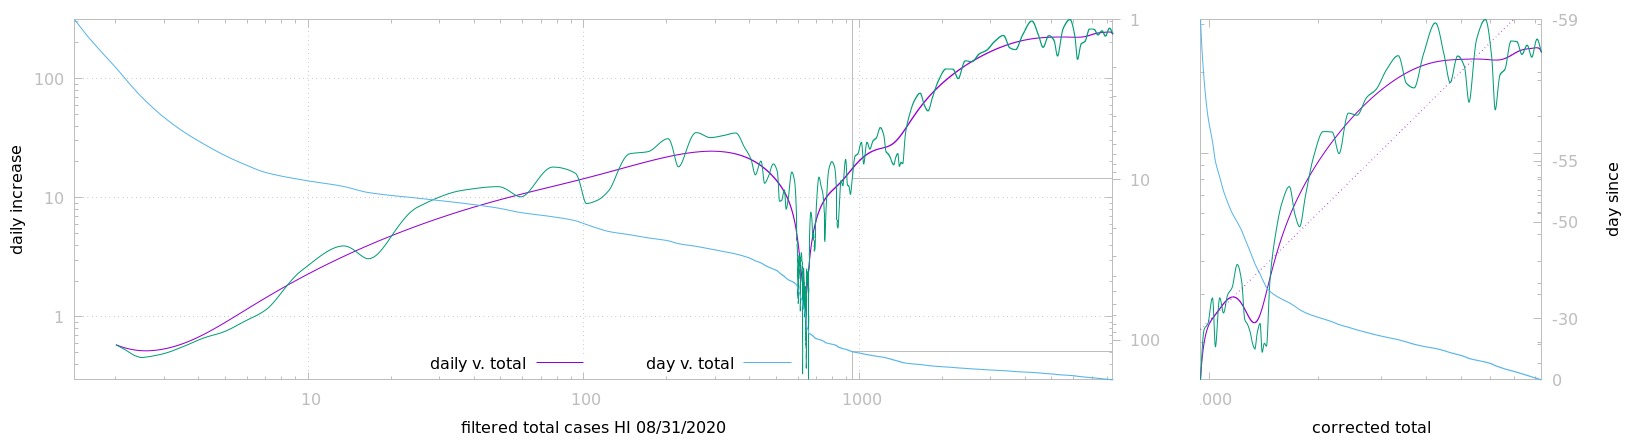 daily increase
100
10
1
daily v. total
day v. total
10
100
1000
filtered total cases HI 08/31/2020
1
10
100
.000
corrected total
-59
-55
-50
-30
0
day since